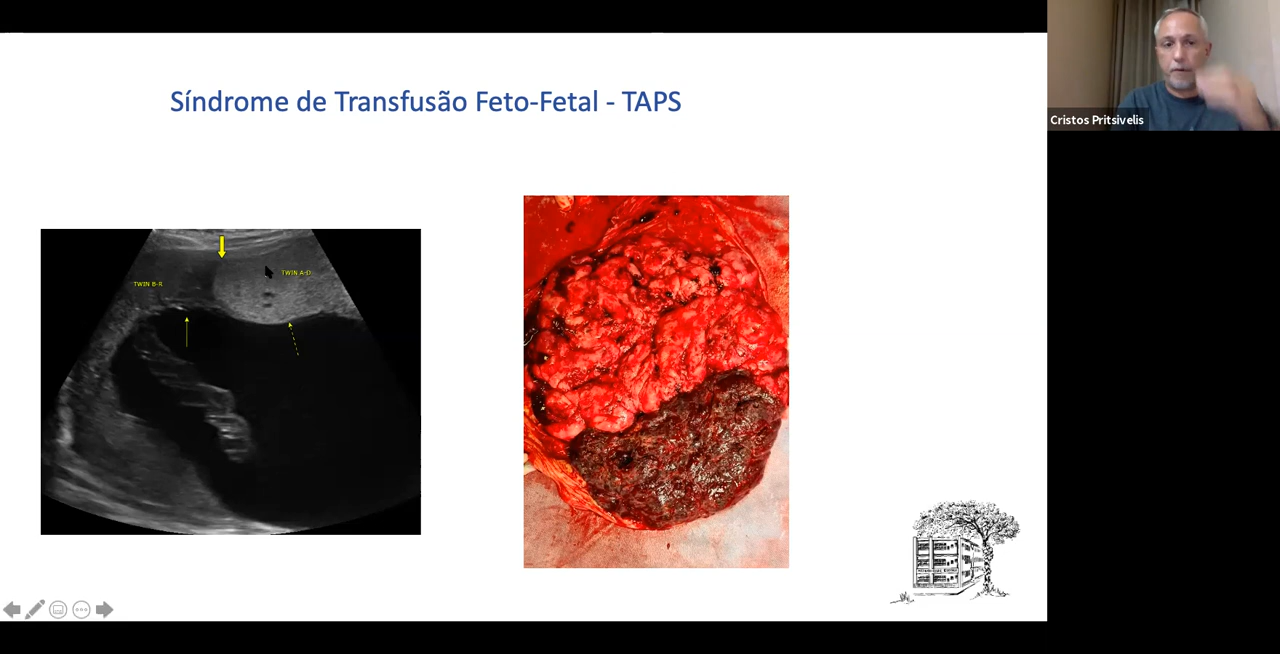 Síndrome de Transfusão Feto-Fetal - TAPS
Cristos Pritsivelis
TWIN A-D
TWIN B-R